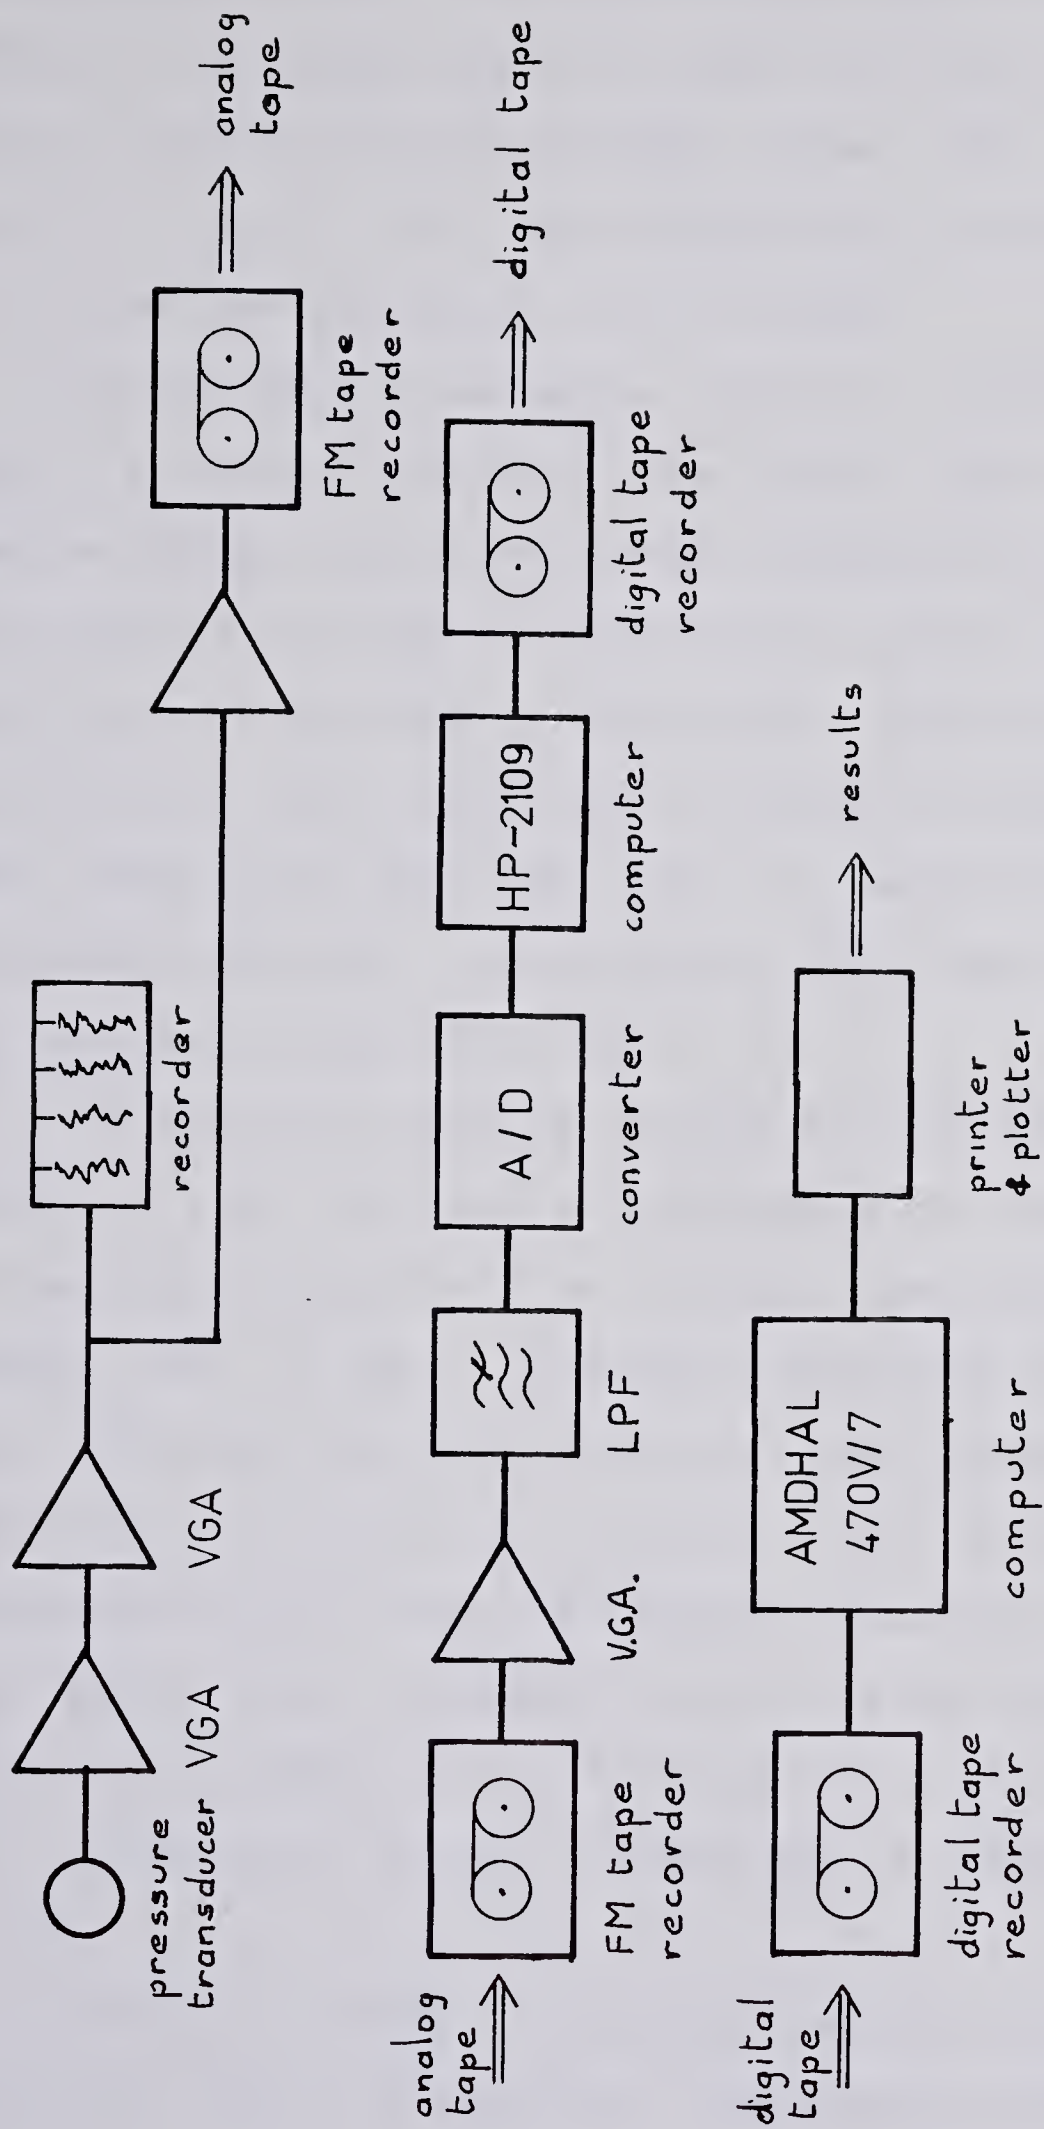 pressure
transducer
VGA
VGA
recorder
FM tape
recorder
analog
tape
analog
tape
FM tape
recorder
V.G.A.
LPF
A/D
converter
HP-2109
computer
digital tape
recorder
digital tape
digital
tape
digital tape
recorder
AMDHAL
470V/7
computer
printer
& plotter
results